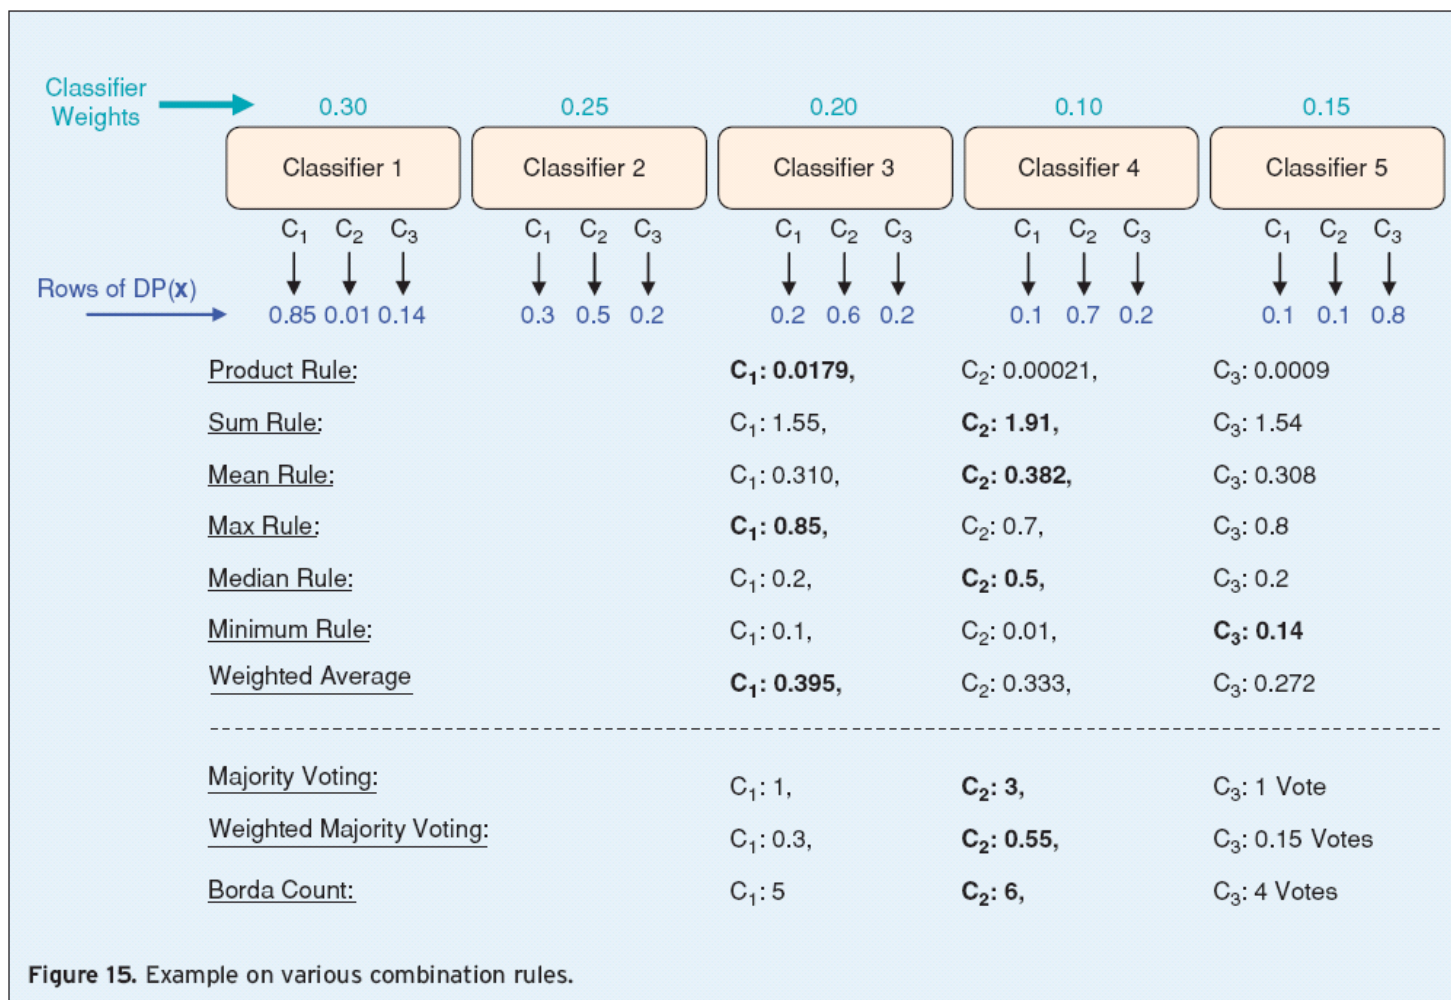 Classifier Weights 0.30 0.25 0.20 0.10 0.15
Classifier 1 Classifier 2 Classifier 3 Classifier 4 Classifier 5
C₁ C₂ C₃ C₁ C₂ C₃ C₁ C₂ C₃ C₁ C₂ C₃ C₁ C₂ C₃
Rows of DP(x)
0.85 0.01 0.14 0.3 0.5 0.2 0.2 0.6 0.2 0.1 0.7 0.2 0.1 0.1 0.8
Product Rule: C₁: 0.0179, C₂: 0.00021, C₃: 0.0009
Sum Rule: C₁: 1.55, C₂: 1.91, C₃: 1.54
Mean Rule: C₁: 0.310, C₂: 0.382, C₃: 0.308
Max Rule: C₁: 0.85, C₂: 0.7, C₃: 0.8
Median Rule: C₁: 0.2, C₂: 0.5, C₃: 0.2
Minimum Rule: C₁: 0.1, C₂: 0.01, C₃: 0.14
Weighted Average C₁: 0.395, C₂: 0.333, C₃: 0.272
Majority Voting: C₁: 1, C₂: 3, C₃: 1 Vote
Weighted Majority Voting: C₁: 0.3, C₂: 0.55, C₃: 0.15 Votes
Borda Count: C₁: 5 C₂: 6, C₃: 4 Votes
Figure 15. Example on various combination rules.